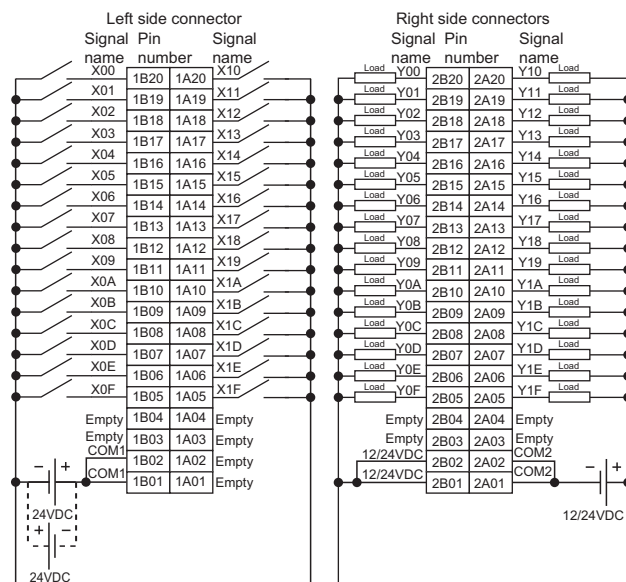 Left side connector
Right side connectors
Signal name Pin number Signal name
Signal name Pin number Signal name
X00 1B20 1A20 X10
Load Y00 2B20 2A20 Y10 Load
X01 1B19 1A19 X11
Load Y01 2B19 2A19 Y11 Load
X02 1B18 1A18 X12
Load Y02 2B18 2A18 Y12 Load
X03 1B17 1A17 X13
Load Y03 2B17 2A17 Y13 Load
X04 1B16 1A16 X14
Load Y04 2B16 2A16 Y14 Load
X05 1B15 1A15 X15
Load Y05 2B15 2A15 Y15 Load
X06 1B14 1A14 X16
Load Y06 2B14 2A14 Y16 Load
X07 1B13 1A13 X17
Load Y07 2B13 2A13 Y17 Load
X08 1B12 1A12 X18
Load Y08 2B12 2A12 Y18 Load
X09 1B11 1A11 X19
Load Y09 2B11 2A11 Y19 Load
X0A 1B10 1A10 X1A
Load Y0A 2B10 2A10 Y1A Load
X0B 1B09 1A09 X1B
Load Y0B 2B09 2A09 Y1B Load
X0C 1B08 1A08 X1C
Load Y0C 2B08 2A08 Y1C Load
X0D 1B07 1A07 X1D
Load Y0D 2B07 2A07 Y1D Load
X0E 1B06 1A06 X1E
Load Y0E 2B06 2A06 Y1E Load
X0F 1B05 1A05 X1F
Load Y0F 2B05 2A05 Y1F Load
Empty 1B04 1A04 Empty
Empty 2B04 2A04 Empty
Empty 1B03 1A03 Empty
Empty 2B03 2A03 Empty
COM1 1B02 1A02 Empty
12/24VDC 2B02 2A02 COM2
COM1 1B01 1A01 Empty
12/24VDC 2B01 2A01 COM2
− +
− +
24VDC
12/24VDC
+ −
24VDC